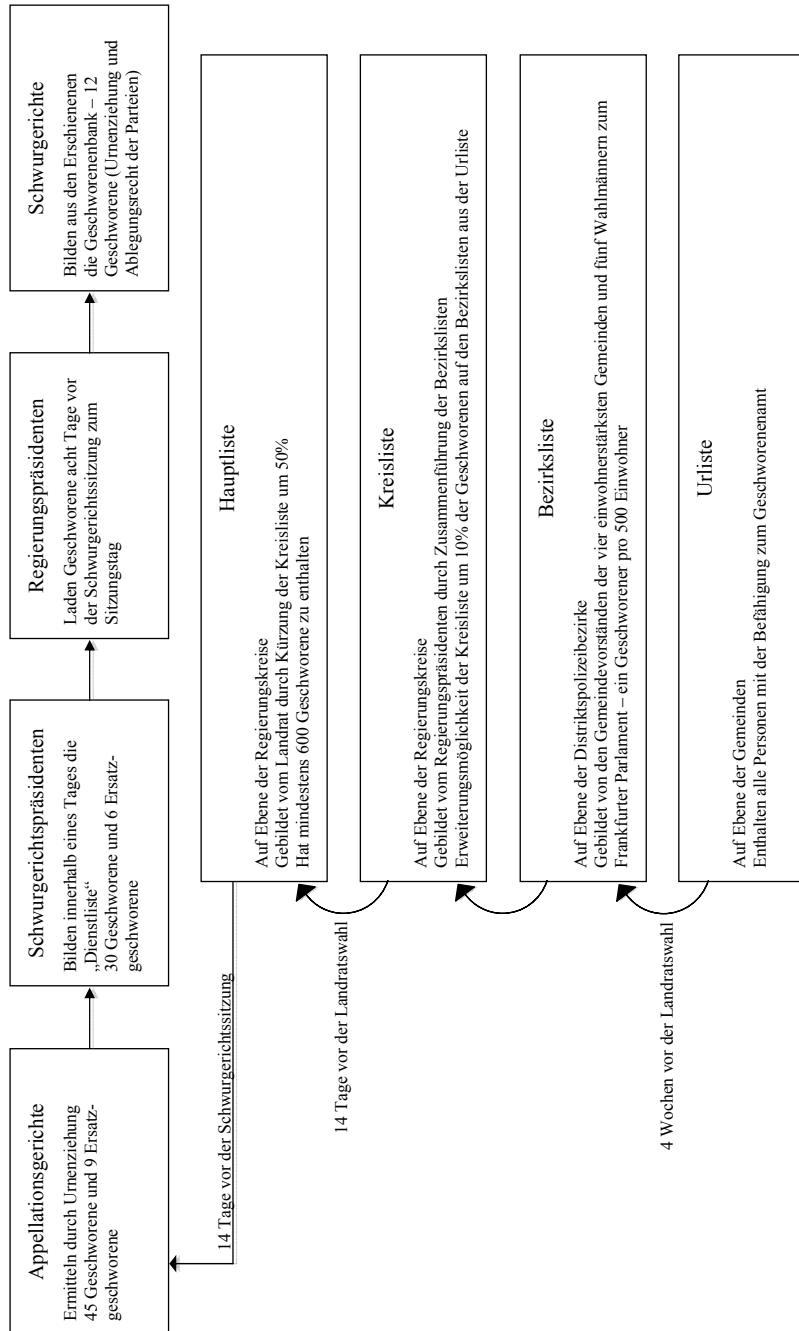 Appellationsgerichte
Ermitteln durch Urnenziehung
45 Geschworene und 9 Ersatz-
geschworene
Schwurgerichtspräsidenten
Bilden innerhalb eines Tages die
„Dienstliste“
30 Geschworene und 6 Ersatz-
geschworene
Regierungspräsidenten
Laden Geschworene acht Tage vor
der Schwurgerichtssitzung zum
Sitzungstag
Schwurgerichte
Bilden aus den Erschienenen
die Geschworenenbank – 12
Geschworene (Urnenziehung und
Ablegungsrecht der Parteien)
14 Tage vor der Schwurgerichtssitzung
Hauptliste
Auf Ebene der Regierungskreise
Gebildet vom Landrat durch Kürzung der Kreisliste um 50%
Hat mindestens 600 Geschworene zu enthalten
14 Tage vor der Landratswahl
Kreisliste
Auf Ebene der Regierungskreise
Gebildet vom Regierungspräsidenten durch Zusammenführung der Bezirkslisten
Erweiterungsmöglichkeit der Kreisliste um 10% der Geschworenen auf den Bezirkslisten aus der Urliste
Bezirksliste
Auf Ebene der Distriktspolizeibezirke
Gebildet von den Gemeindevorständen der vier einwohnerstärksten Gemeinden und fünf Wahlmännern zum
Frankfurter Parlament – ein Geschworener pro 500 Einwohner
4 Wochen vor der Landratswahl
Urliste
Auf Ebene der Gemeinden
Enthalten alle Personen mit der Befähigung zum Geschworenenamt